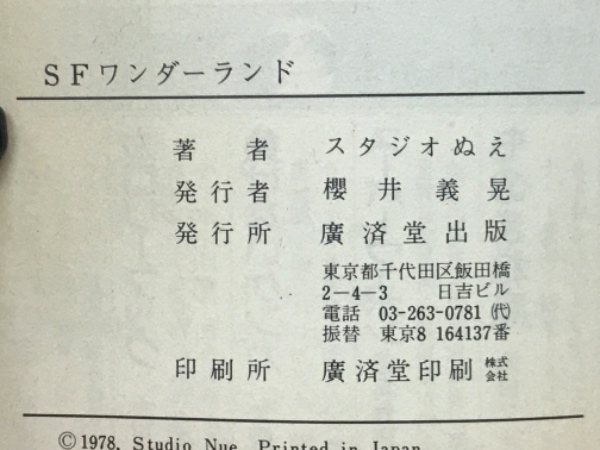 SFワンダーランド
著者 スタジオぬえ
発行者 櫻井義晃
発行所 廣済堂出版
東京都千代田区飯田橋
2-4-3 日吉ビル
電話 03-263-0781 ㈹
振替 東京8 164137番
印刷所 廣済堂印刷株式会社
©1978, Studio Nue, Printed in Japan